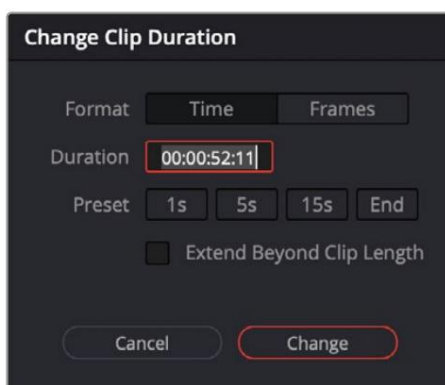 Change Clip Duration
Format Time Frames
Duration 00:00:52:11
Preset 1s 5s 15s End
Extend Beyond Clip Length
Cancel Change